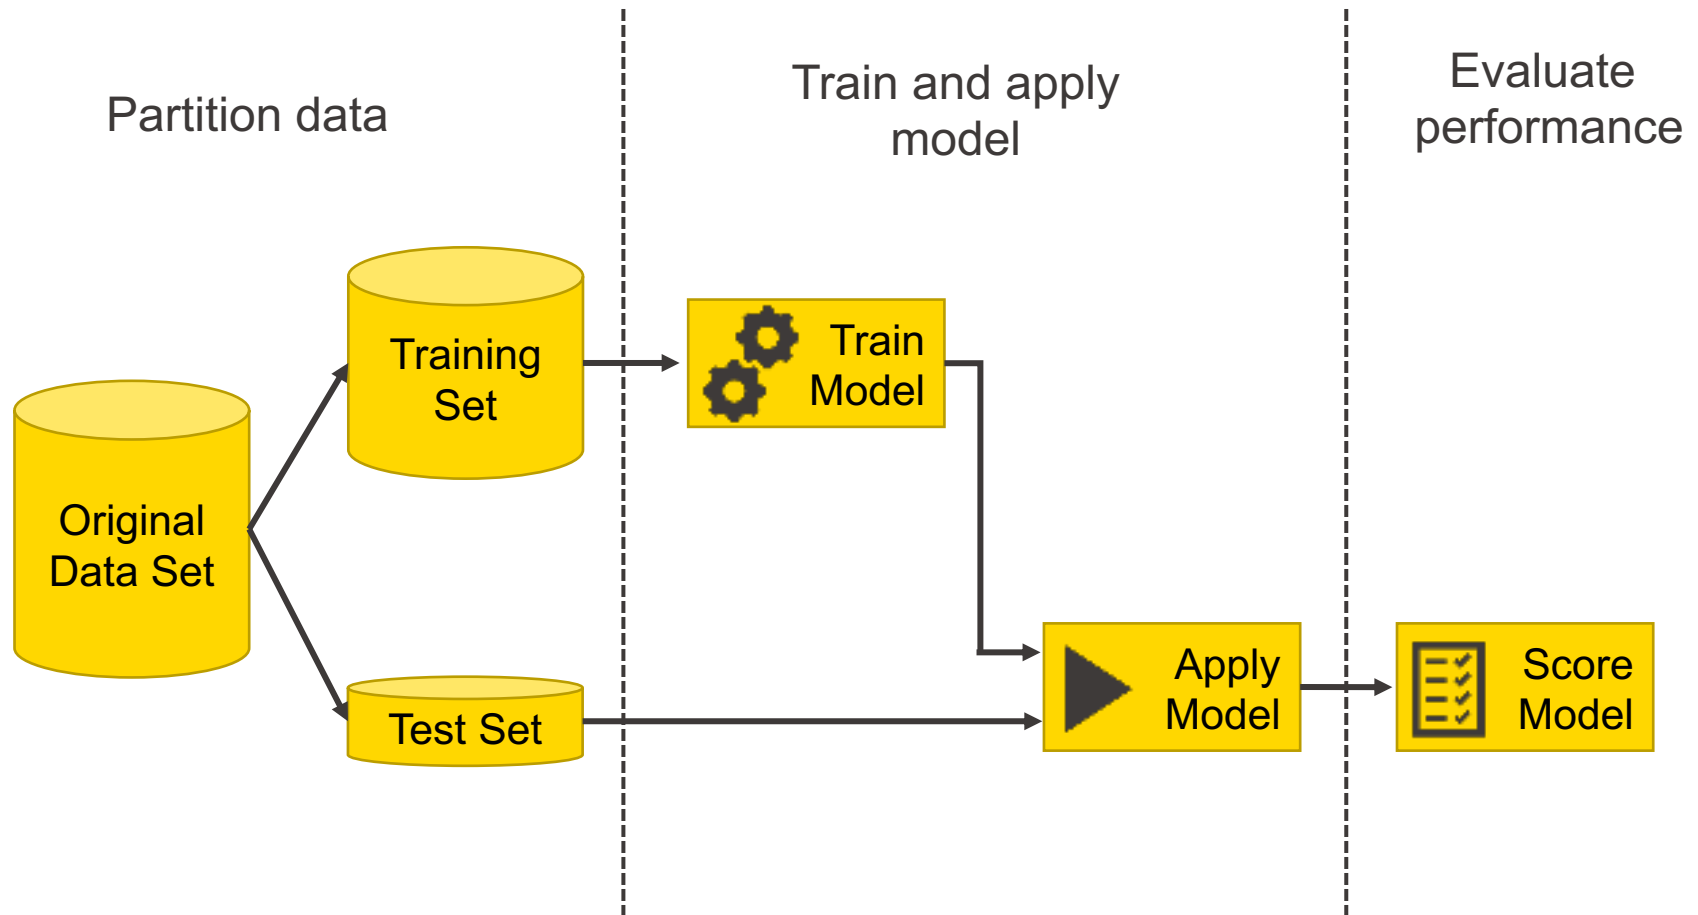 Partition data
Train and apply
model
Evaluate
performance
Original
Data Set
Training
Set
Test Set
Train
Model
Apply
Model
Score
Model